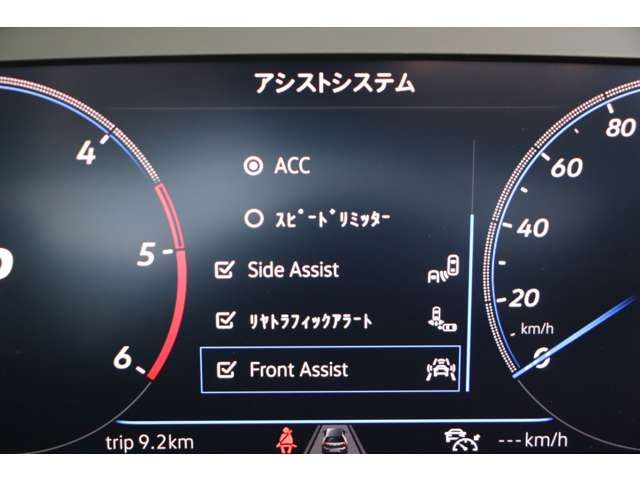 アシストシステム
4
80
ACC
60
ｽﾋﾟｰﾄﾞﾘﾐｯﾀｰ
40
5
Side Assist
20
ﾘﾔﾄﾗﾌｨｯｸｱﾗｰﾄ
km/h
6
Front Assist
0
trip 9.2km
---km/h